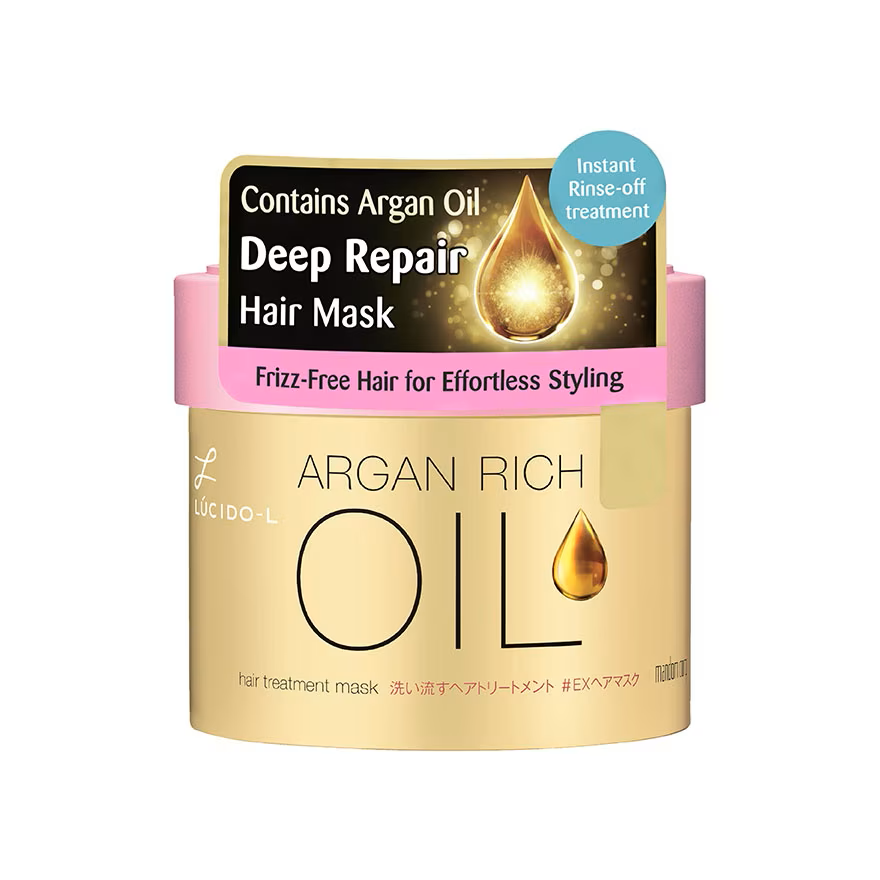 Instant
Rinse-off
treatment
Contains Argan Oil
Deep Repair
Hair Mask
Frizz-Free Hair for Effortless Styling
LÚCIDO-L
ARGAN RICH
OIL
hair treatment mask 洗い流すヘアトリートメント #EXヘアマスク
mandom corp